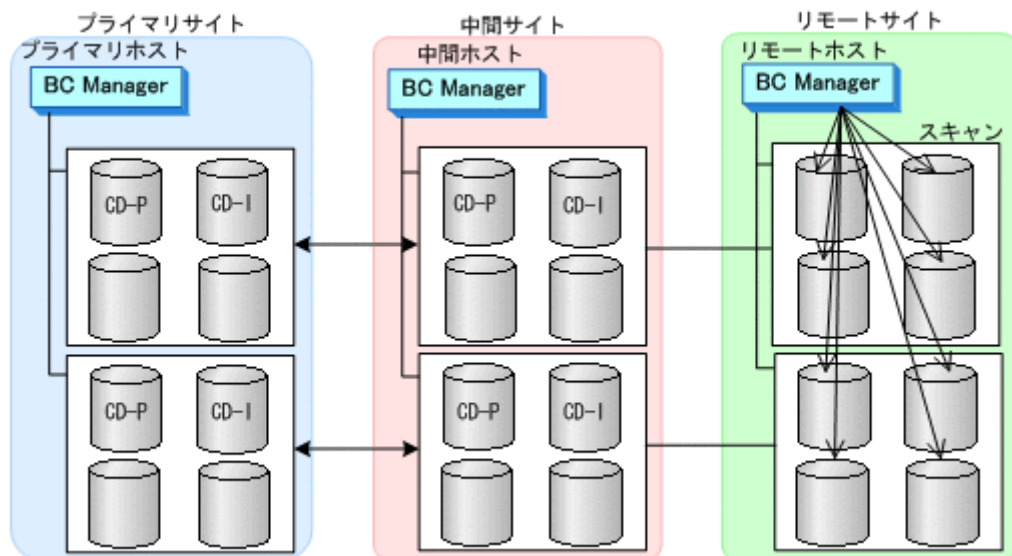 プライマリサイト
プライマリホスト
BC Manager
CD-P
CD-I
CD-P
CD-I
中間サイト
中間ホスト
BC Manager
CD-P
CD-I
CD-P
CD-I
リモートサイト
リモートホスト
BC Manager
スキャン